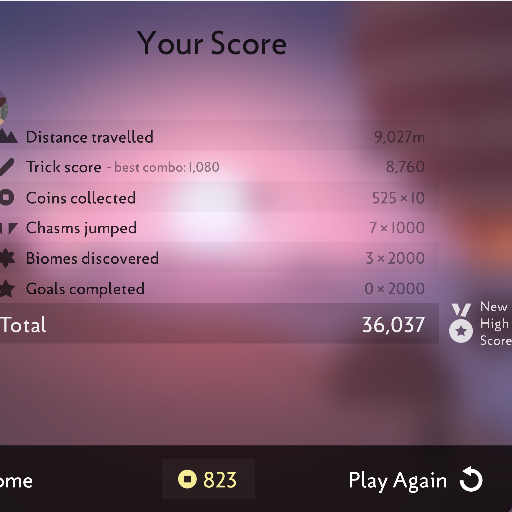 Your Score
Distance travelled 9,027m
Trick score - best combo: 1,080 8,760
Coins collected 525 × 10
Chasms jumped 7 × 1000
Biomes discovered 3 × 2000
Goals completed 0 × 2000
Total 36,037
New
High
Score
ome 823 Play Again